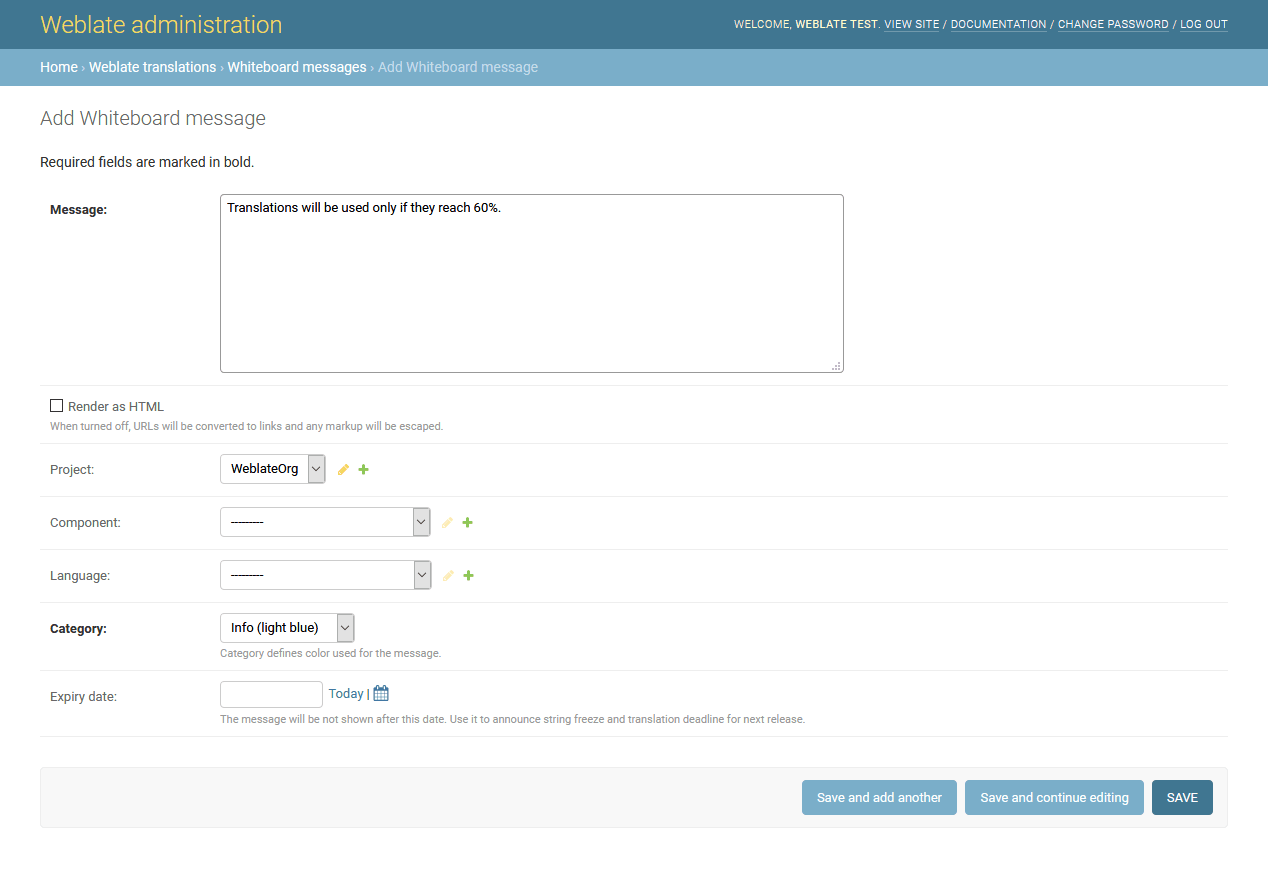 Weblate administration
WELCOME, WEBLATE TEST. VIEW SITE / DOCUMENTATION / CHANGE PASSWORD / LOG OUT
Home › Weblate translations › Whiteboard messages › Add Whiteboard message
Add Whiteboard message
Required fields are marked in bold.
Message:
Translations will be used only if they reach 60%.
Render as HTML
When turned off, URLs will be converted to links and any markup will be escaped.
Project:
WeblateOrg
Component:
---------
Language:
---------
Category:
Info (light blue)
Category defines color used for the message.
Expiry date:
Today |
The message will be not shown after this date. Use it to announce string freeze and translation deadline for next release.
Save and add another
Save and continue editing
SAVE